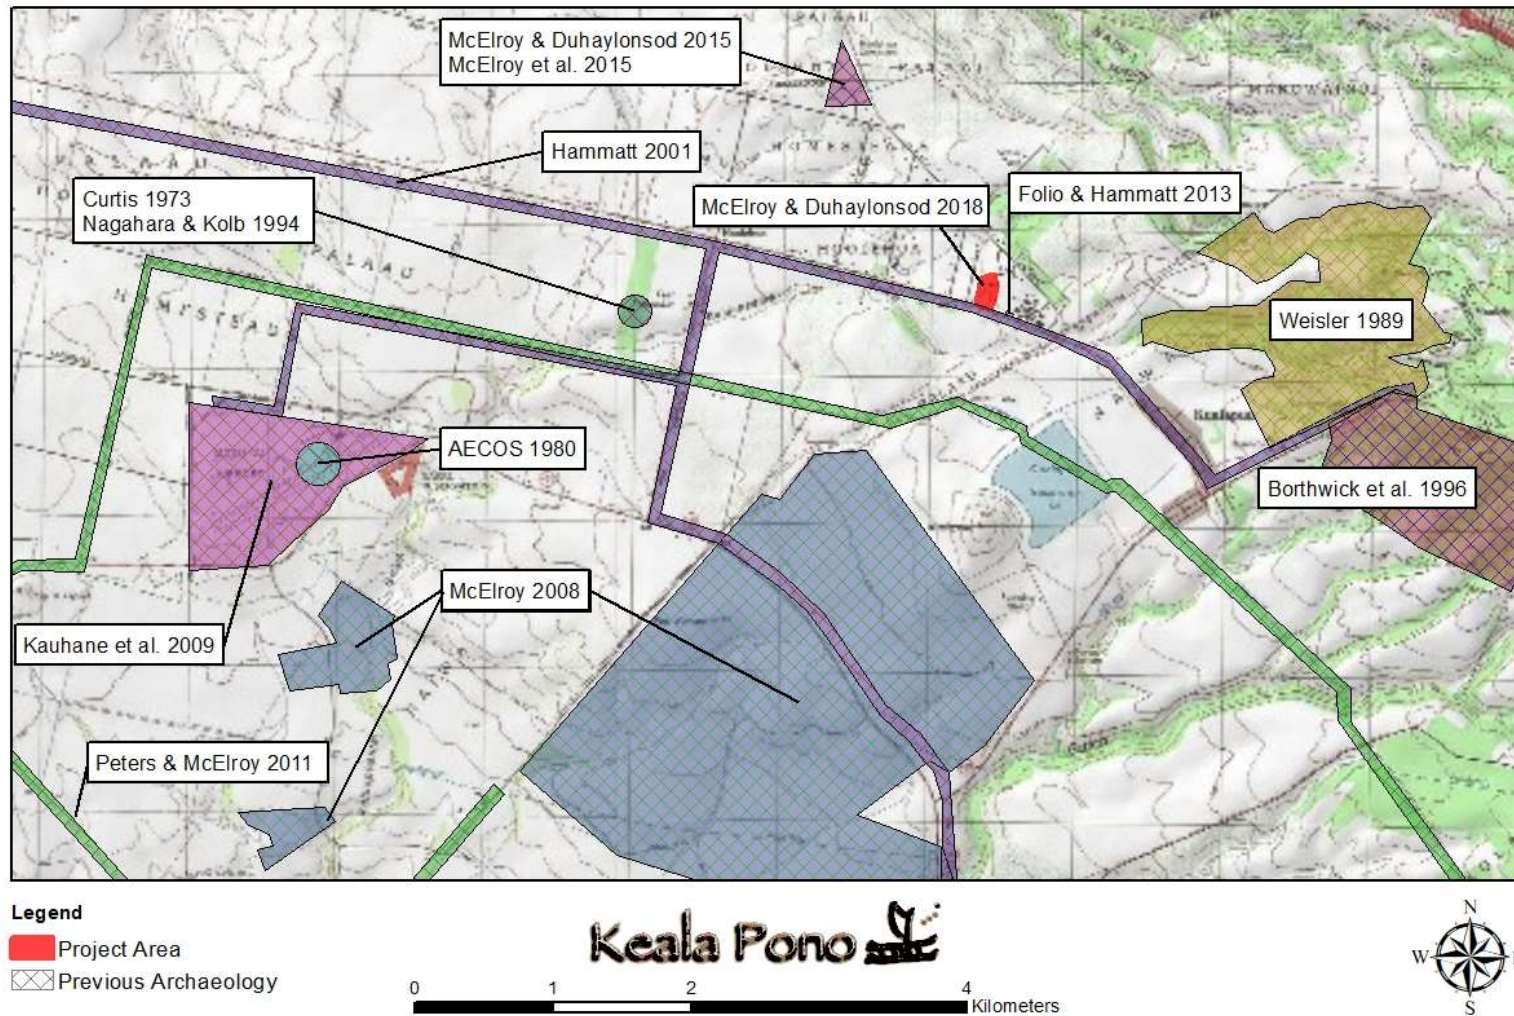 McElroy & Duhaylonsod 2015
McElroy et al. 2015
Hammatt 2001
Curtis 1973
Nagahara & Kolb 1994
McElroy & Duhaylonsod 2018
Folio & Hammatt 2013
Weisler 1989
AECOS 1980
Borthwick et al. 1996
McElroy 2008
Kauhane et al. 2009
Peters & McElroy 2011
Legend
Project Area
Previous Archaeology
Keala Pono
0 1 2 4
Kilometers
N
W
S